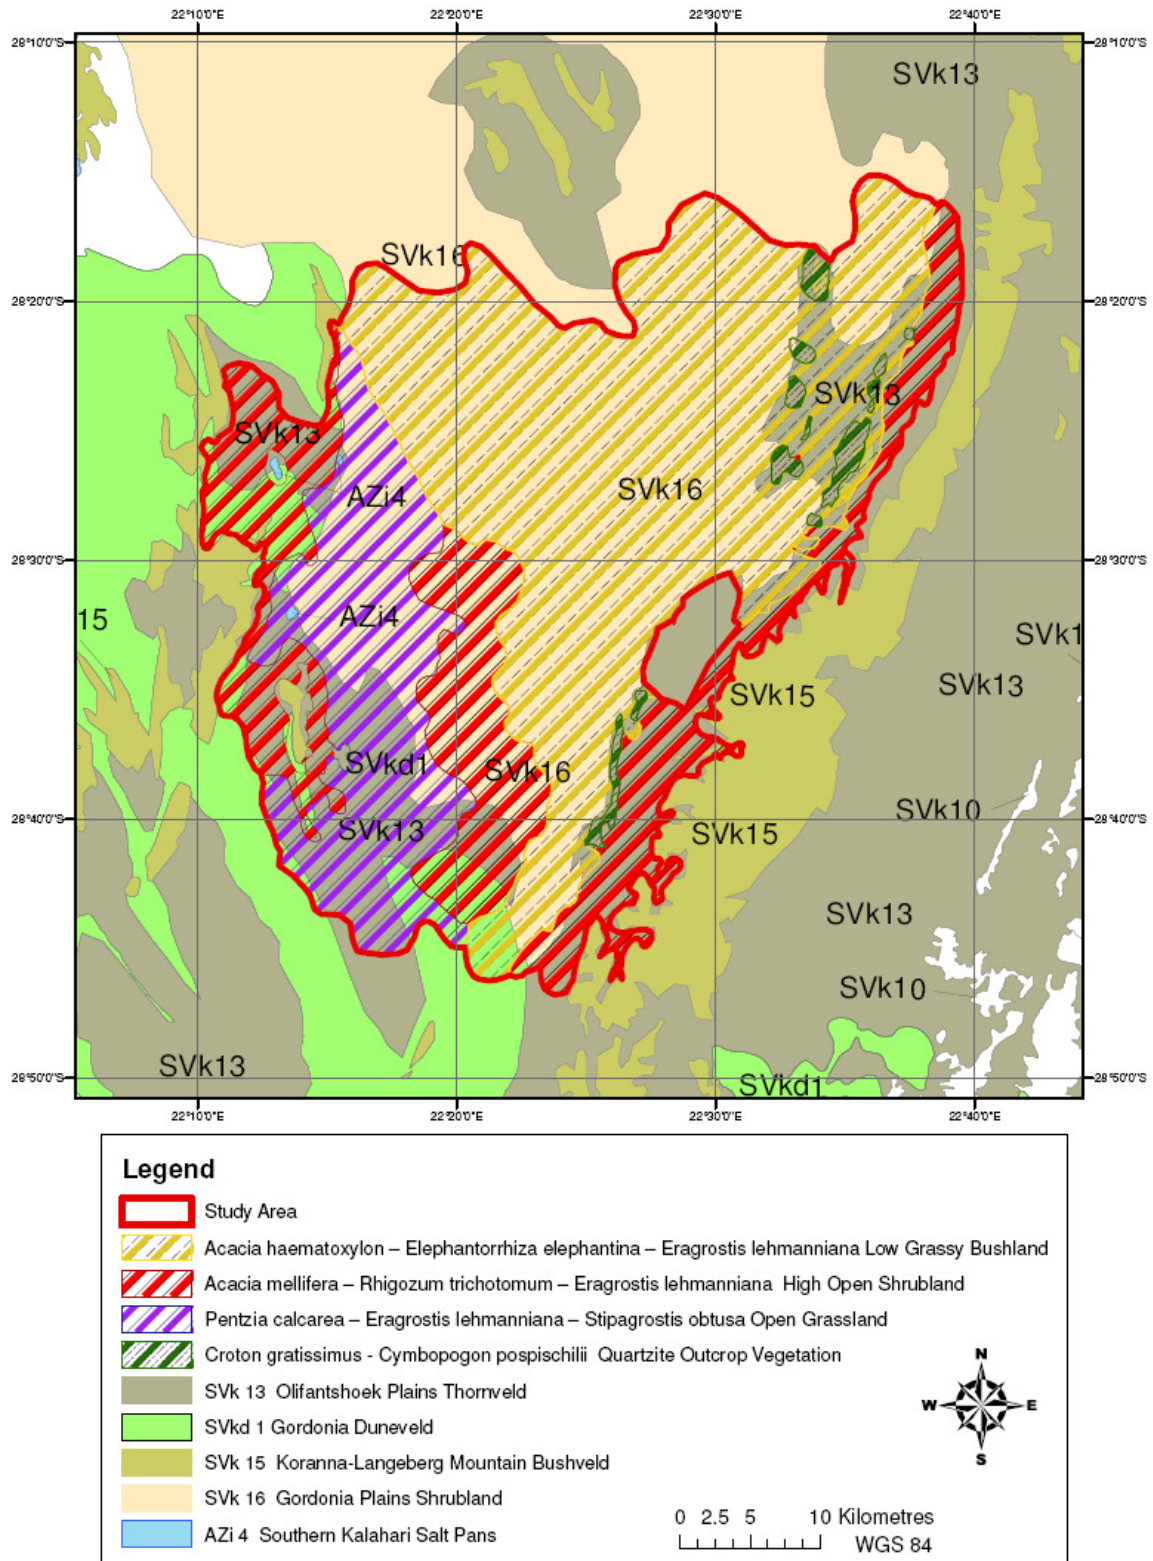 22°10'0"E 22°20'0"E 22°30'0"E 22°40'0"E
28°10'0"S 28°10'0"S
SVk13
SVk16
28°20'0"S 28°20'0"S
SVk13
SVk13
AZi4 SVk16
28°30'0"S 28°30'0"S
AZi4
15
SVk1
SVk13
SVk15
SVkd1 SVk16
SVk10
28°40'0"S 28°40'0"S
SVk13 SVk15
SVk13
SVk10
SVk13
28°50'0"S 28°50'0"S
SVkd1
22°10'0"E 22°20'0"E 22°30'0"E 22°40'0"E
Legend
Study Area
Acacia haematoxylon – Elephantorrhiza elephantina – Eragrostis lehmanniana Low Grassy Bushland
Acacia mellifera – Rhigozum trichotomum – Eragrostis lehmanniana High Open Shrubland
Pentzia calcarea – Eragrostis lehmanniana – Stipagrostis obtusa Open Grassland
Croton gratissimus - Cymbopogon pospischilii Quartzite Outcrop Vegetation
SVk 13 Olifantshoek Plains Thornveld
SVkd 1 Gordonia Duneveld
SVk 15 Koranna-Langeberg Mountain Bushveld
SVk 16 Gordonia Plains Shrubland
AZi 4 Southern Kalahari Salt Pans
N
W E
S
0 2.5 5 10 Kilometres
WGS 84